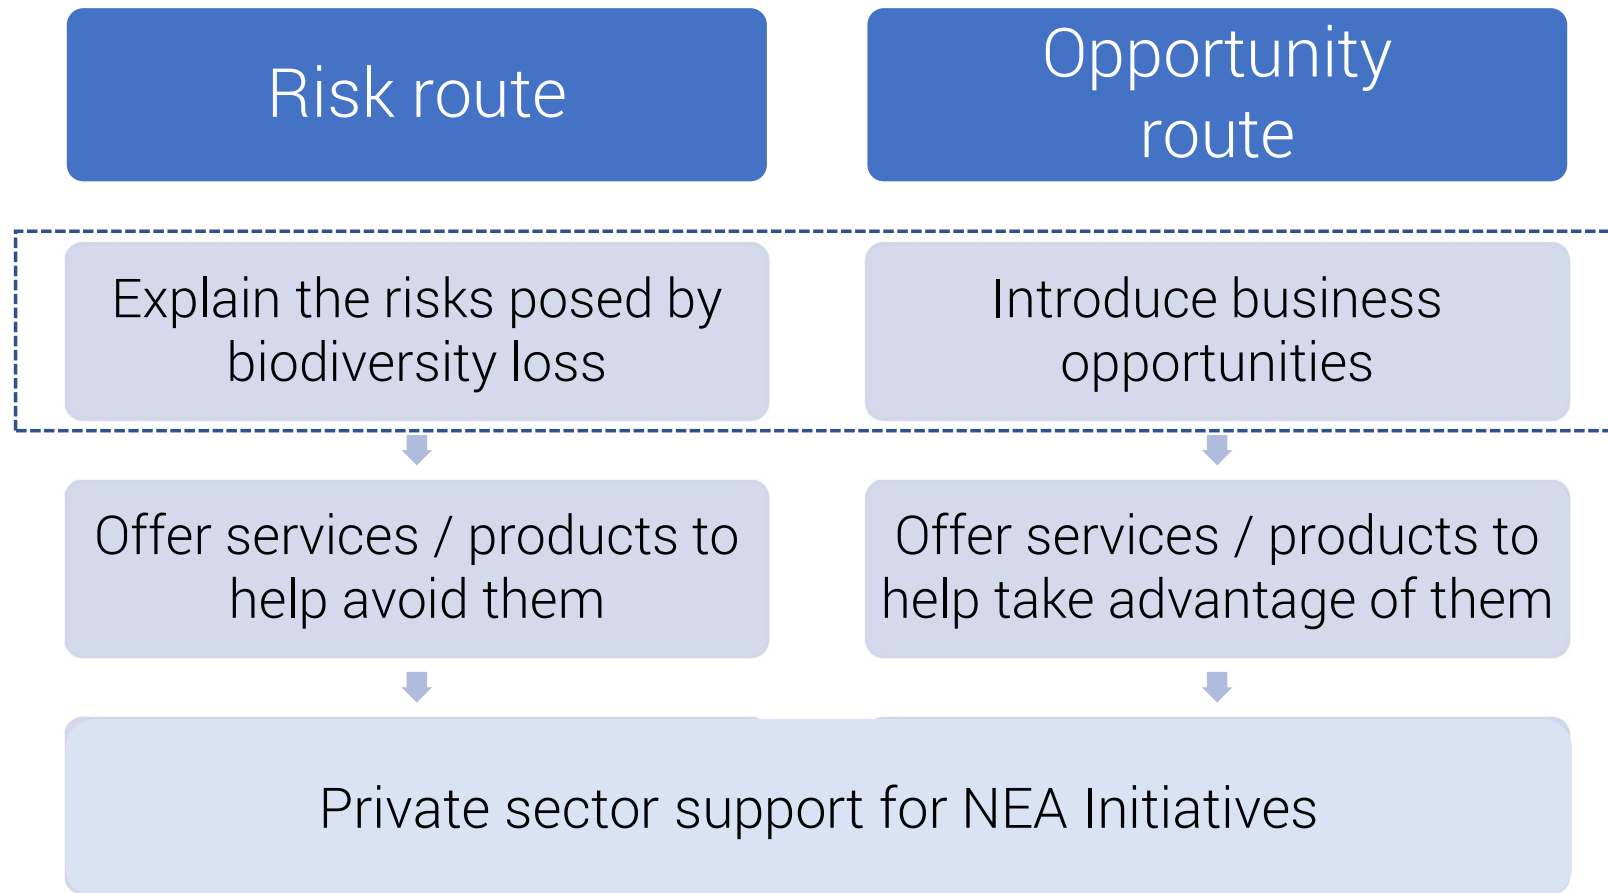 Risk route
Opportunity
route
Explain the risks posed by
biodiversity loss
Introduce business
opportunities
Offer services / products to
help avoid them
Offer services / products to
help take advantage of them
Private sector support for NEA Initiatives